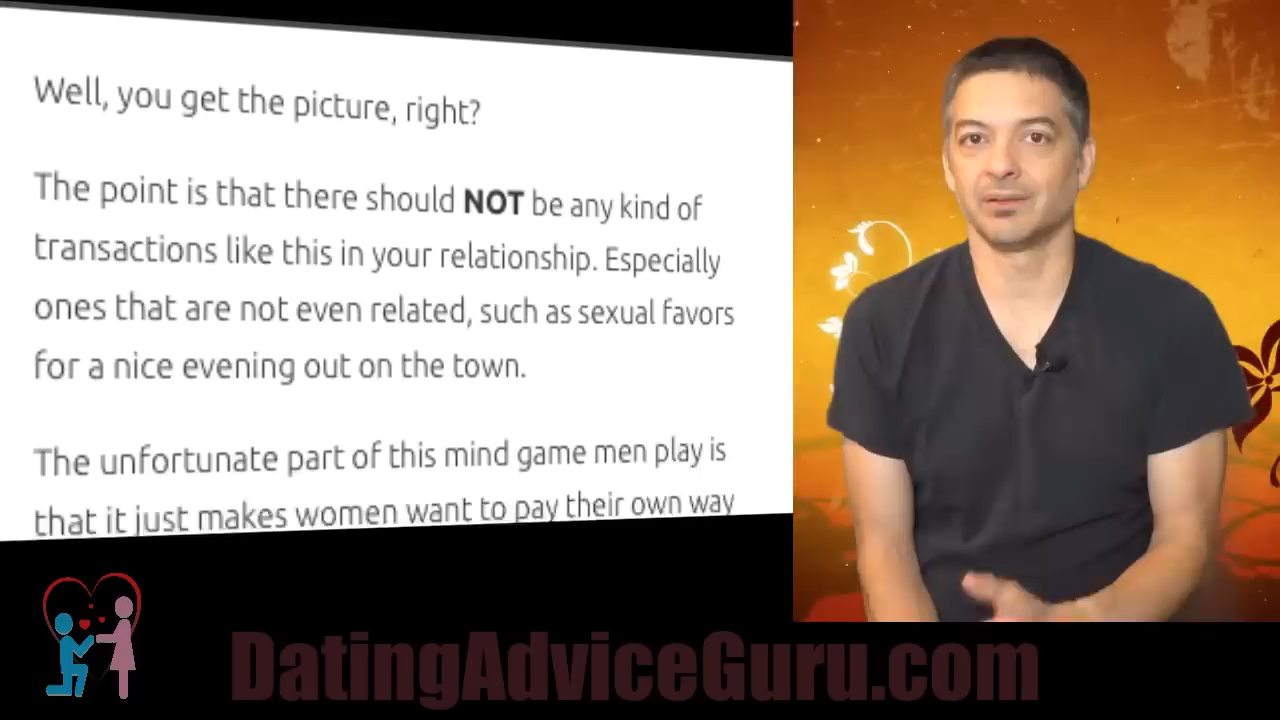 Well, you get the picture, right?
The point is that there should NOT be any kind of
transactions like this in your relationship. Especially
ones that are not even related, such as sexual favors
for a nice evening out on the town.
The unfortunate part of this mind game men play is
that it just makes women want to pay their own way
DatingAdviceGuru.com